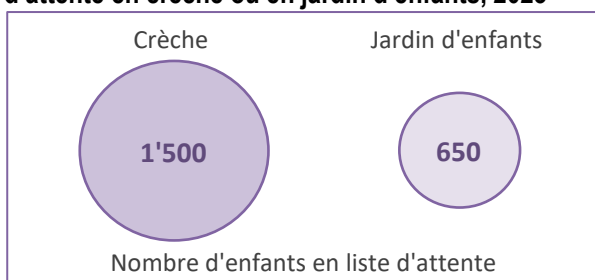 d'attente en crèche ou en jardin d'enfants,
Crèche
Jardin d'enfants
1'500
650
Nombre d'enfants en liste d'attente